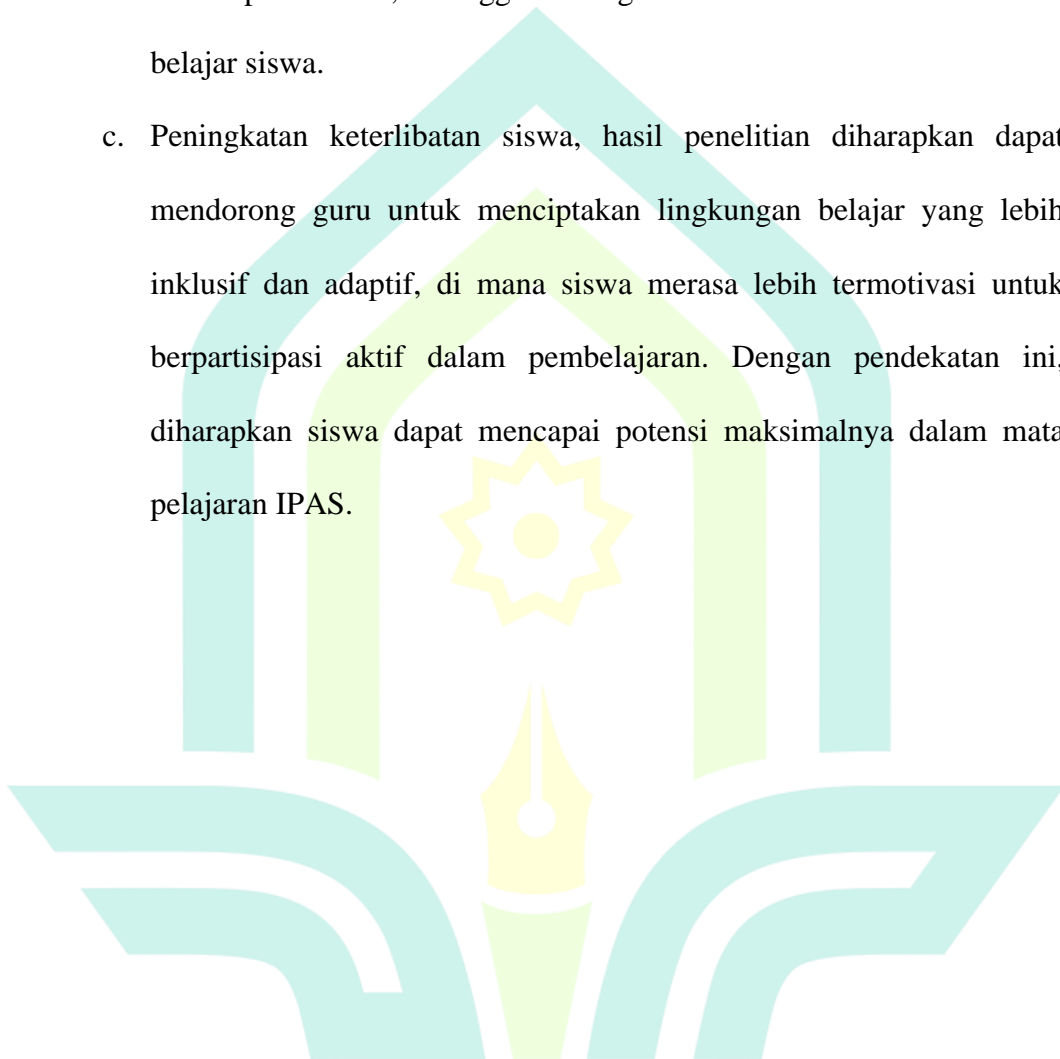 belajar siswa.
c. Peningkatan keterlibatan siswa, hasil penelitian diharapkan dapat
mendorong guru untuk menciptakan lingkungan belajar yang lebih
inklusif dan adaptif, di mana siswa merasa lebih termotivasi untuk
berpartisipasi aktif dalam pembelajaran. Dengan pendekatan ini,
diharapkan siswa dapat mencapai potensi maksimalnya dalam mata
pelajaran IPAS.